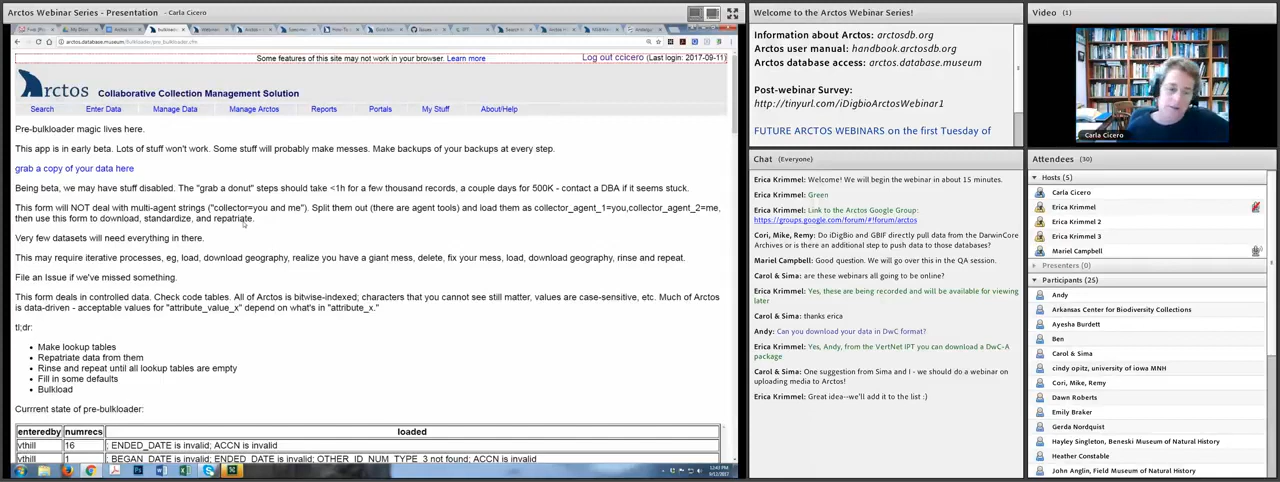 Arctos Webinar Series - Presentation - Carla Cicero
arctos.database.museum/bulkloader/pre_bulkloader.cfm
Some features of this site may not work in your browser. Learn more
Log out ccicero (Last login: 2017-09-11)
Arctos Collaborative Collection Management Solution
Search Enter Data Manage Data Manage Arctos Reports Portals My Stuff About/Help
Pre-bulkloader magic lives here.
This app is in early beta. Lots of stuff won't work. Some stuff will probably make messes. Make backups of your backups at every step.
grab a copy of your data here
Being beta, we may have stuff disabled. The "grab a donut" steps should take <1h for a few thousand records, a couple days for 500K - contact a DBA if it seems stuck.
This form will NOT deal with multi-agent strings ("collector=you and me"). Split them out (there are agent tools) and load them as collector_agent_1=you,collector_agent_2=me,
then use this form to download, standardize, and repatriate.
Very few datasets will need everything in there.
This may require iterative processes, eg, load, download geography, realize you have a giant mess, delete, fix your mess, load, download geography, rinse and repeat.
File an Issue if we've missed something.
This form deals in controlled data. Check code tables. All of Arctos is bitwise-indexed; characters that you cannot see still matter, values are case-sensitive, etc. Much of Arctos
is data-driven - acceptable values for "attribute_value_x" depend on what's in "attribute_x."
tl;dr:
Make lookup tables
Repatriate data from them
Rinse and repeat until all lookup tables are empty
Fill in some defaults
Bulkload
Currrent state of pre-bulkloader:
enteredby numrecs loaded
vthill 16 ; ENDED_DATE is invalid; ACCN is invalid
vthill 1 ; BEGAN_DATE is invalid; ENDED_DATE is invalid; OTHER_ID_NUM_TYPE_3 not found; ACCN is invalid
12:43 PM
9/12/2017
Welcome to the Arctos Webinar Series!
Information about Arctos: arctosdb.org
Arctos user manual: handbook.arctosdb.org
Arctos database access: arctos.database.museum
Post-webinar Survey:
http://tinyurl.com/iDigbioArctosWebinar1
FUTURE ARCTOS WEBINARS on the first Tuesday of
Chat (Everyone)
Erica Krimmel: Welcome! We will begin the webinar in about 15 minutes.
Erica Krimmel: Green
Erica Krimmel: Link to the Arctos Google Group:
https://groups.google.com/forum/#!forum/arctos
Cori, Mike, Remy: Do iDigBio and GBIF directly pull data from the DarwinCore
Archives or is there an additional step to push data to those databases?
Mariel Campbell: Good question. We will go over this in the QA session.
Carol & Sima: are these webinars all going to be online?
Erica Krimmel: Yes, these are being recorded and will be available for viewing
later
Carol & Sima: thanks erica
Andy: Can you download your data in DwC format?
Erica Krimmel: Yes, Andy, from the VertNet IPT you can download a DwC-A
package
Carol & Sima: One suggestion from Sima and I - we should do a webinar on
uploading media to Arctos!
Erica Krimmel: Great idea--we'll add it to the list :)
Video (1)
Carla Cicero
Attendees (30)
Hosts (5)
Carla Cicero
Erica Krimmel
Erica Krimmel 2
Erica Krimmel 3
Mariel Campbell
Presenters (0)
Participants (25)
Andy
Arkansas Center for Biodiversity Collections
Ayesha Burdett
Ben
Carol & Sima
cindy opitz, university of iowa MNH
Cori, Mike, Remy
Dawn Roberts
Emily Braker
Gerda Nordquist
Hayley Singleton, Beneski Museum of Natural History
Heather Constable
John Anglin, Field Museum of Natural History